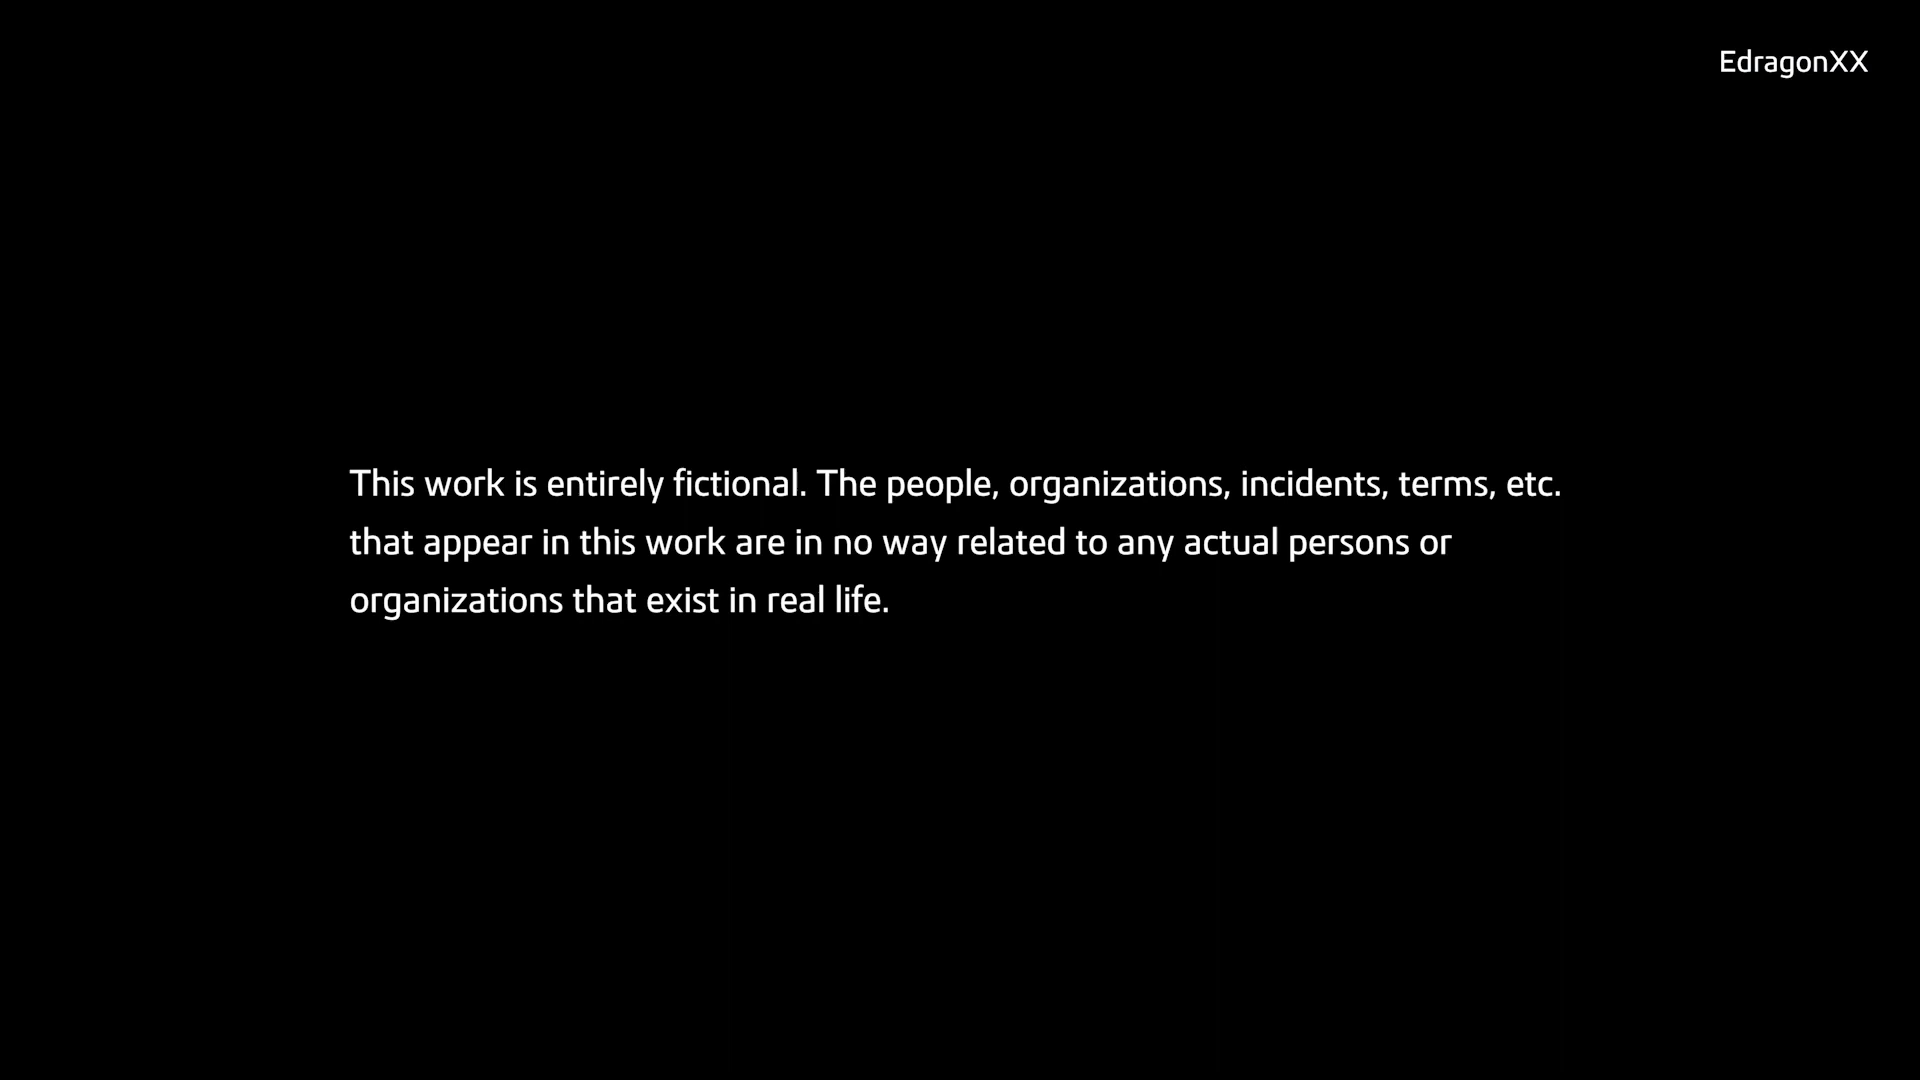 EdragonXX
This work is entirely fictional. The people, organizations, incidents, terms, etc.
that appear in this work are in no way related to any actual persons or
organizations that exist in real life.